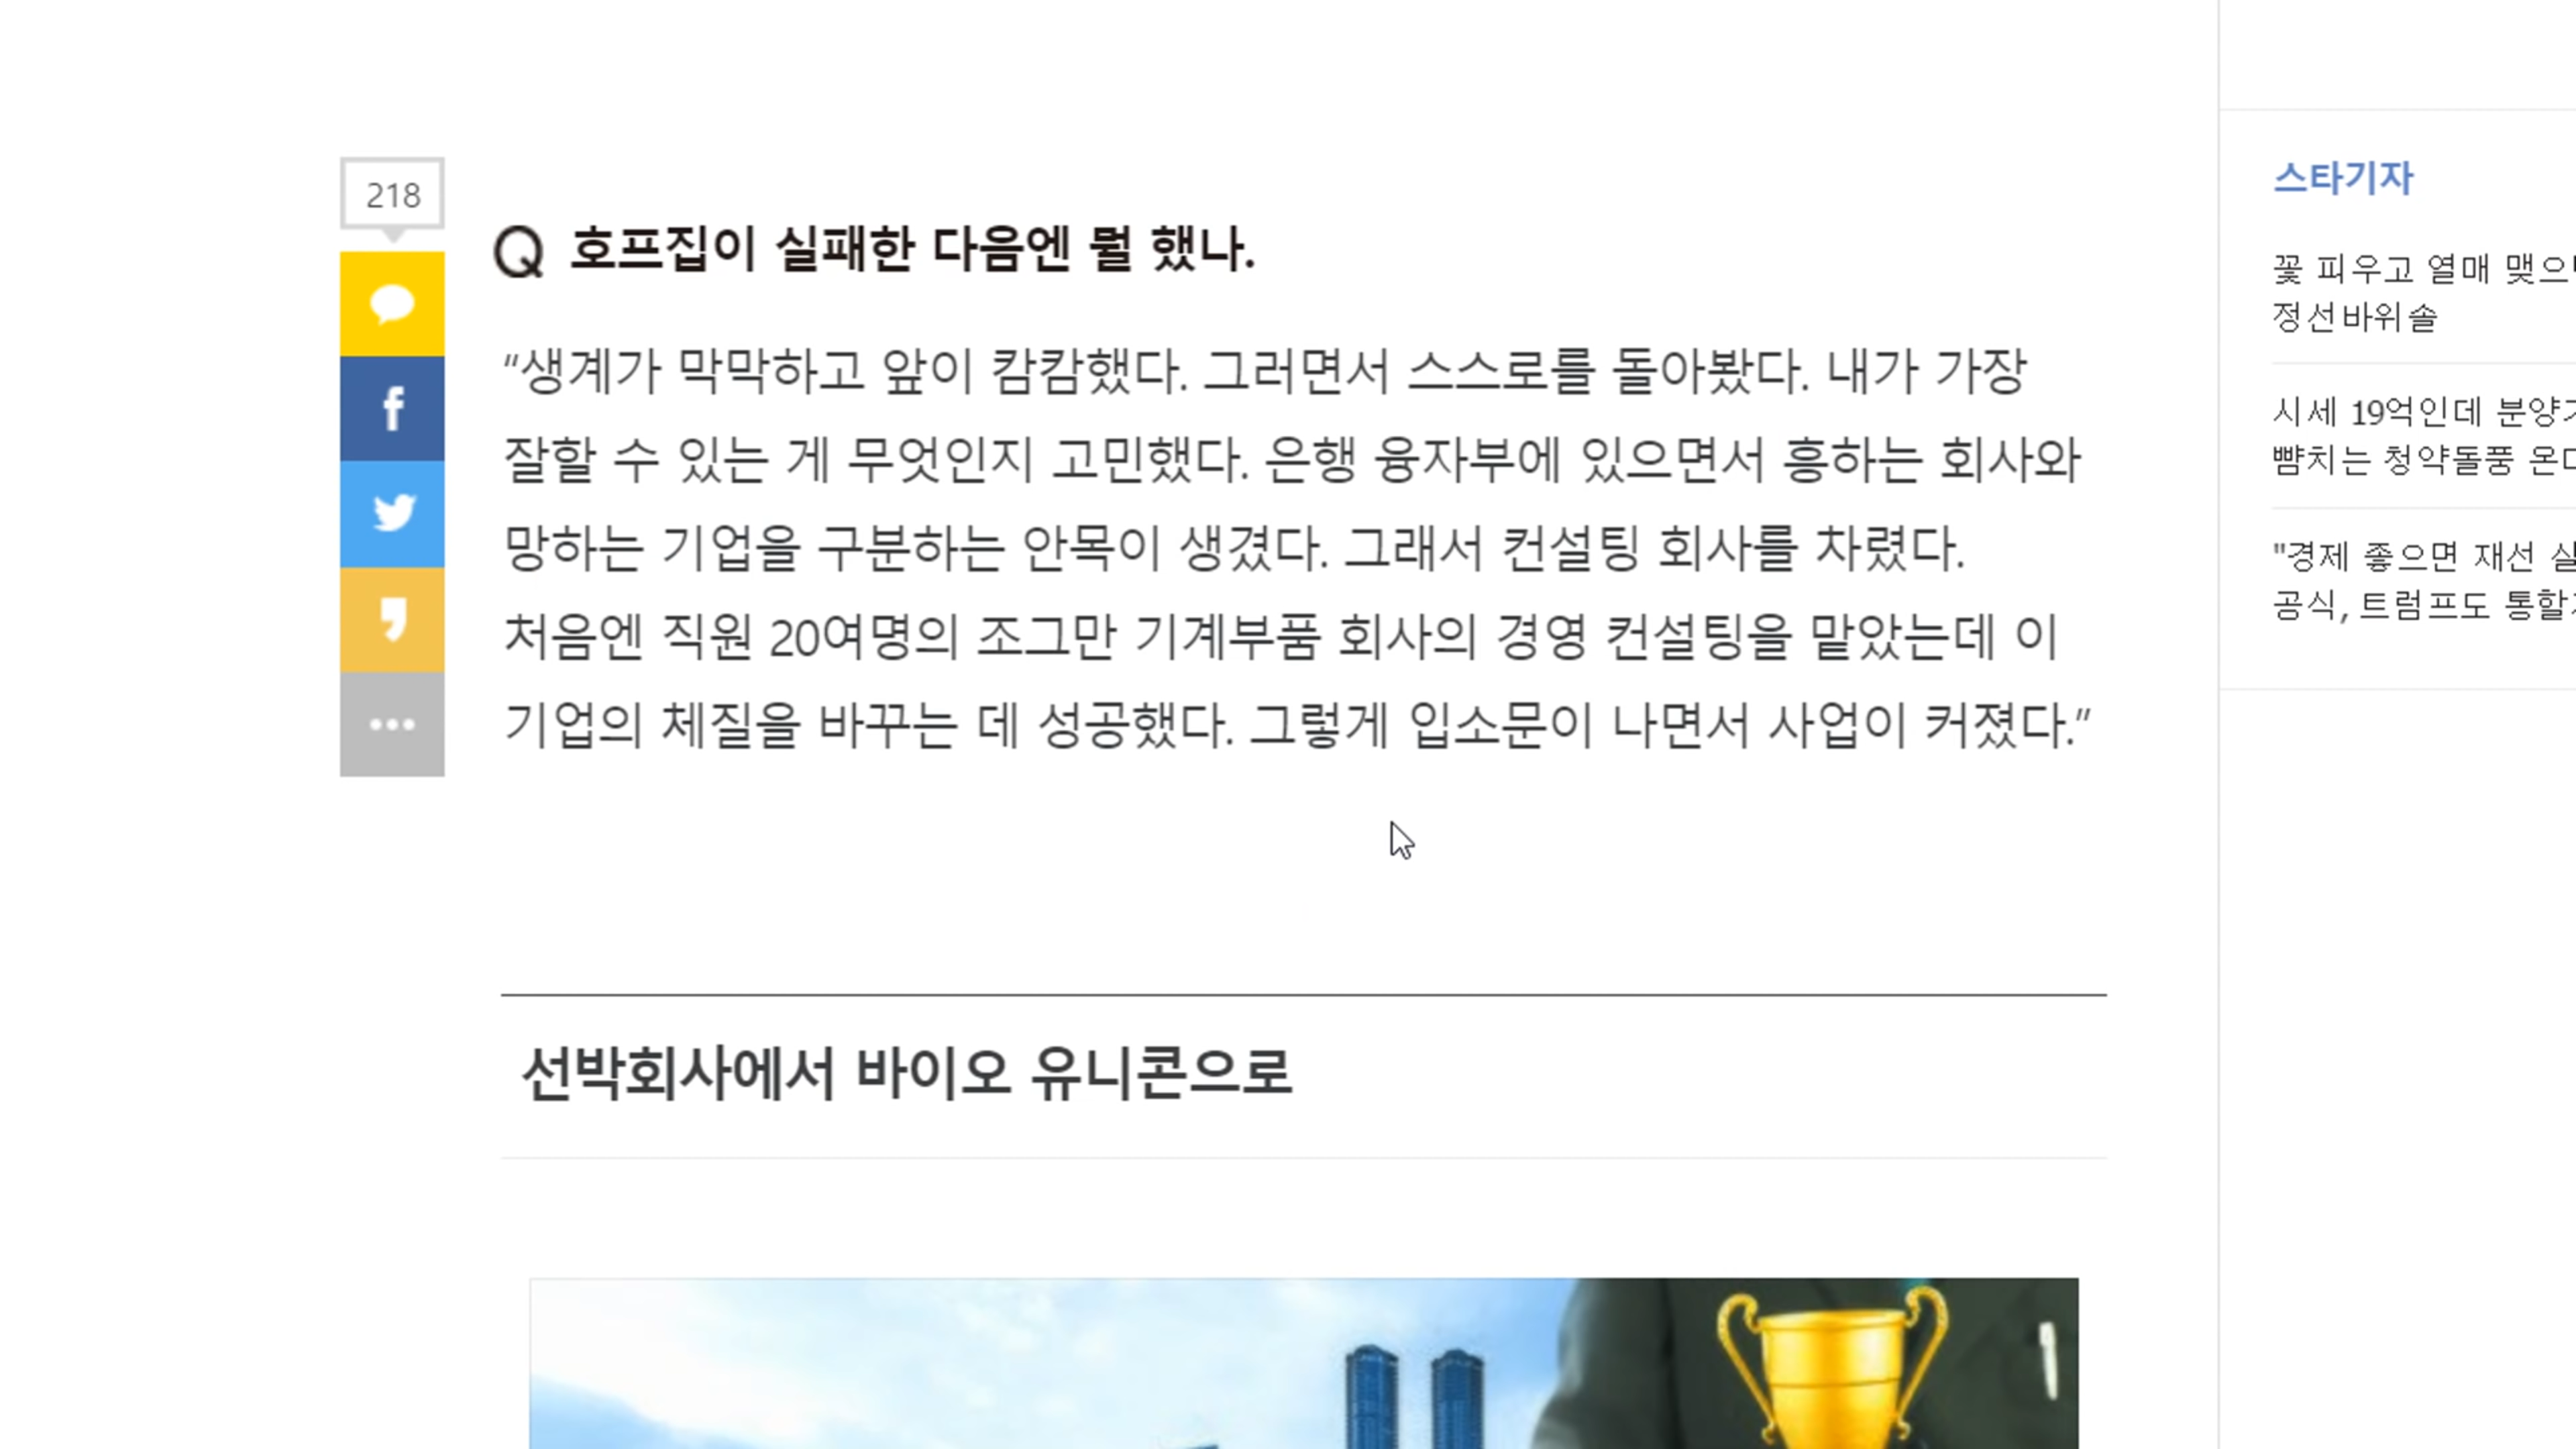 218
Q 호프집이 실패한 다음엔 뭘 했나.
“생계가 막막하고 앞이 캄캄했다. 그러면서 스스로를 돌아봤다. 내가 가장
잘할 수 있는 게 무엇인지 고민했다. 은행 융자부에 있으면서 흥하는 회사와
망하는 기업을 구분하는 안목이 생겼다. 그래서 컨설팅 회사를 차렸다.
처음엔 직원 20여명의 조그만 기계부품 회사의 경영 컨설팅을 맡았는데 이
기업의 체질을 바꾸는 데 성공했다. 그렇게 입소문이 나면서 사업이 커졌다.”
선박회사에서 바이오 유니콘으로
스타기자
꽃 피우고 열매
정선바위솔
시세 19억인데
뺨치는 청약돌풍
"경제 좋으면 재선
공식, 트럼프도